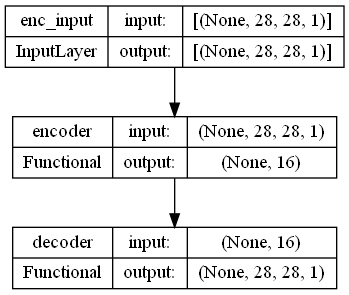 enc_input input: [(None, 28, 28, 1)]
InputLayer output: [(None, 28, 28, 1)]
encoder input: (None, 28, 28, 1)
Functional output: (None, 16)
decoder input: (None, 16)
Functional output: (None, 28, 28, 1)